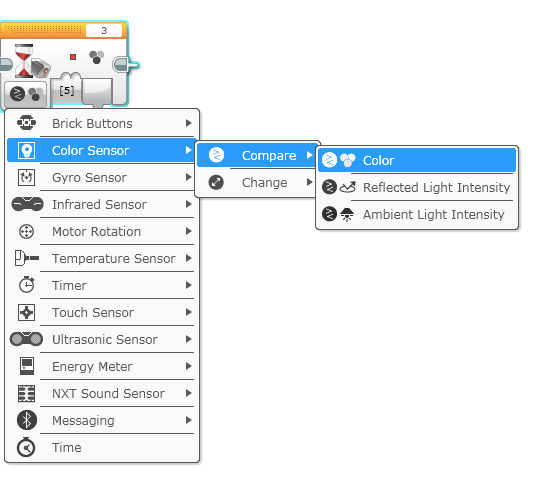 3
[5]
Brick Buttons
Color Sensor
Compare
Color
Gyro Sensor
Change
Reflected Light Intensity
Infrared Sensor
Ambient Light Intensity
Motor Rotation
Temperature Sensor
Timer
Touch Sensor
Ultrasonic Sensor
Energy Meter
NXT Sound Sensor
Messaging
Time